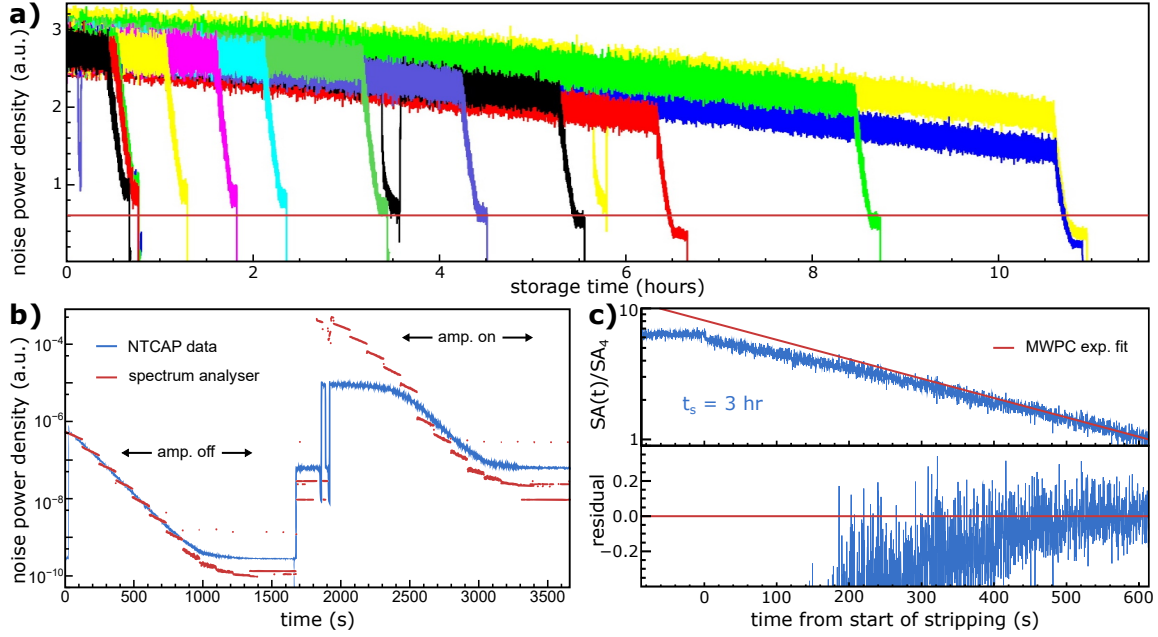 a)
noise power density (a.u.)
3
2
1
0 2 4 6 8 10
storage time (hours)
b)
noise power density (a.u.)
10⁻⁴
10⁻⁶
10⁻⁸
10⁻¹⁰
NTCAP data
spectrum analyser
amp. on
amp. off
0 500 1000 1500 2000 2500 3000 3500
time (s)
c)
SA(t)/SA₄
10
1
MWPC exp. fit
tₛ = 3 hr
residual
0.2
0.0
−0.2
0 100 200 300 400 500 600
time from start of stripping (s)